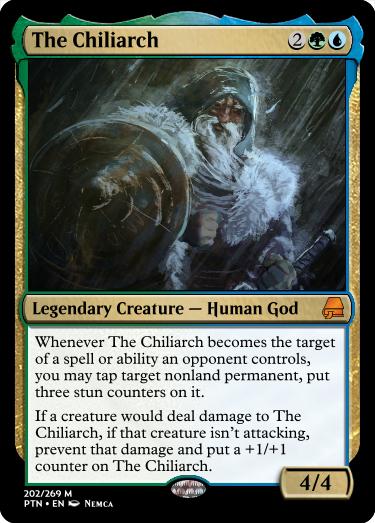 The Chiliarch 2
Legendary Creature — Human God
Whenever The Chiliarch becomes the target
of a spell or ability an opponent controls,
you may tap target nonland permanent, put
three stun counters on it.
If a creature would deal damage to The
Chiliarch, if that creature isn't attacking,
prevent that damage and put a +1/+1
counter on The Chiliarch.
4/4
202/269 M
PTN • EN Nemca